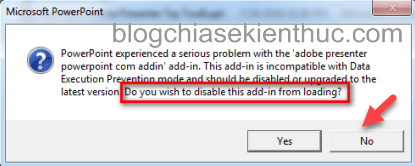 Microsoft PowerPoint
blogchiasekienthuc.com
PowerPoint experienced a serious problem with the 'adobe presenter
powerpoint com addin' add-in. This add-in is incompatible with Data
Execution Prevention mode and should be disabled or upgraded to the
latest version. Do you wish to disable this add-in from loading?
Yes No